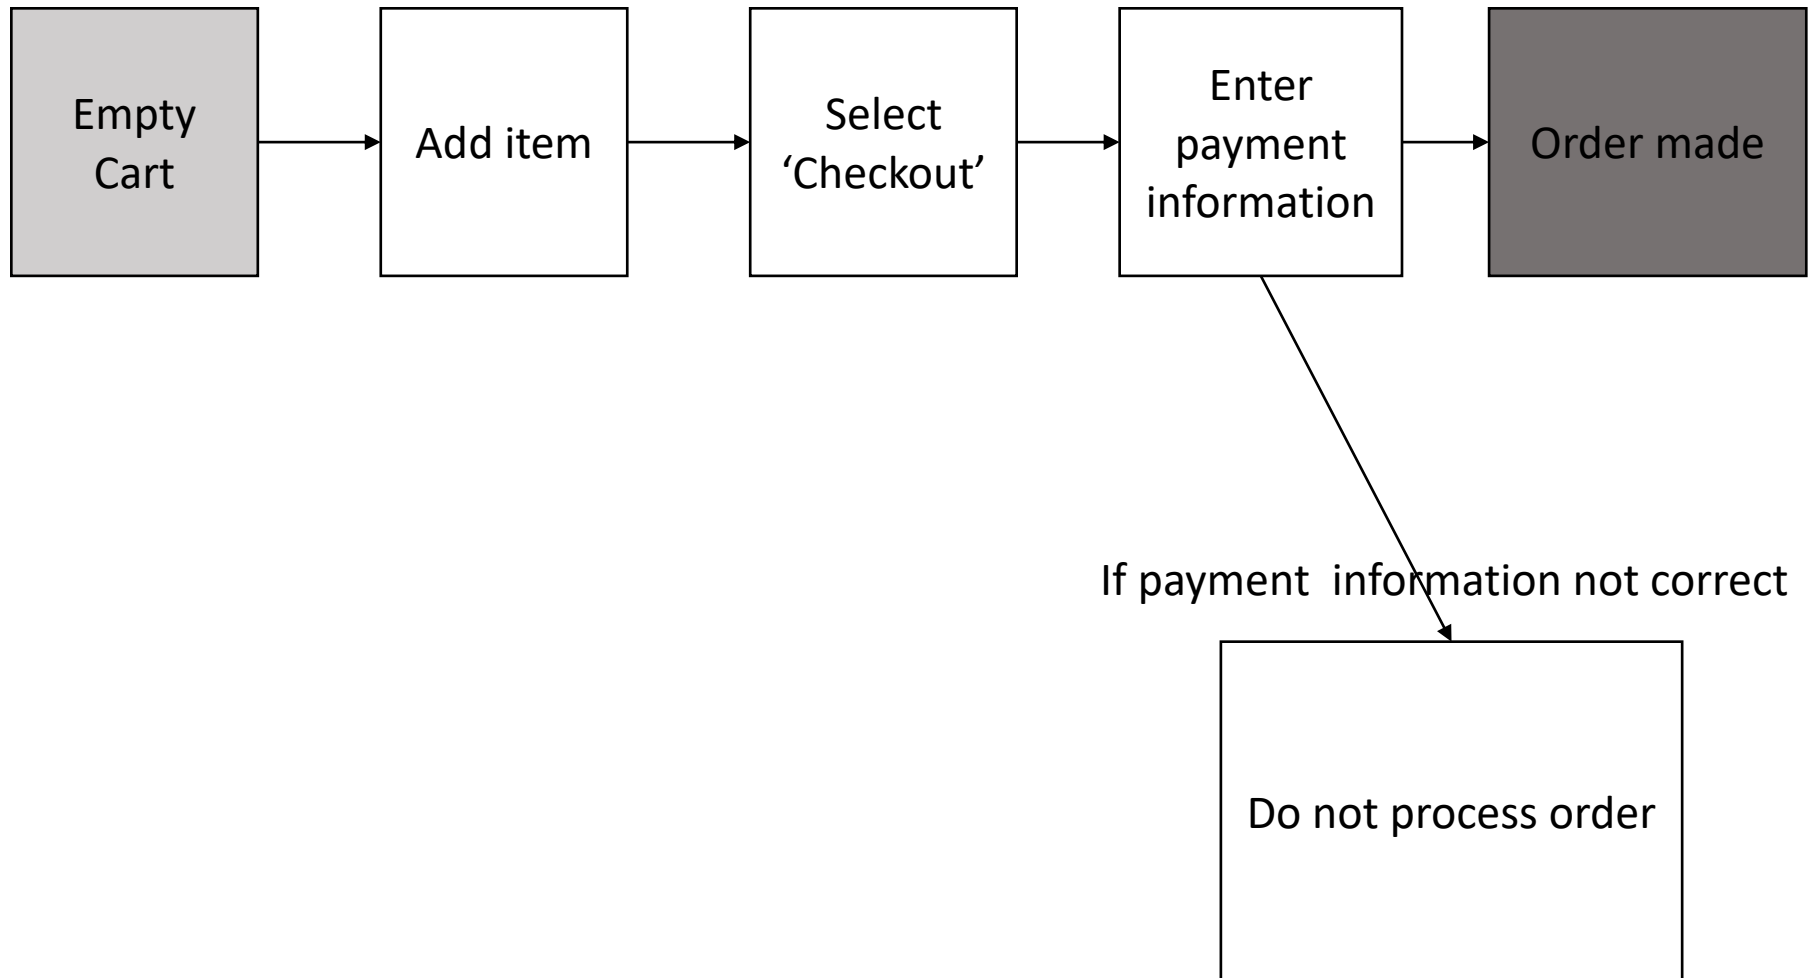 Empty
Cart
Add item
Select
‘Checkout’
Enter
payment
information
Order made
If payment  information not correct
Do not process order